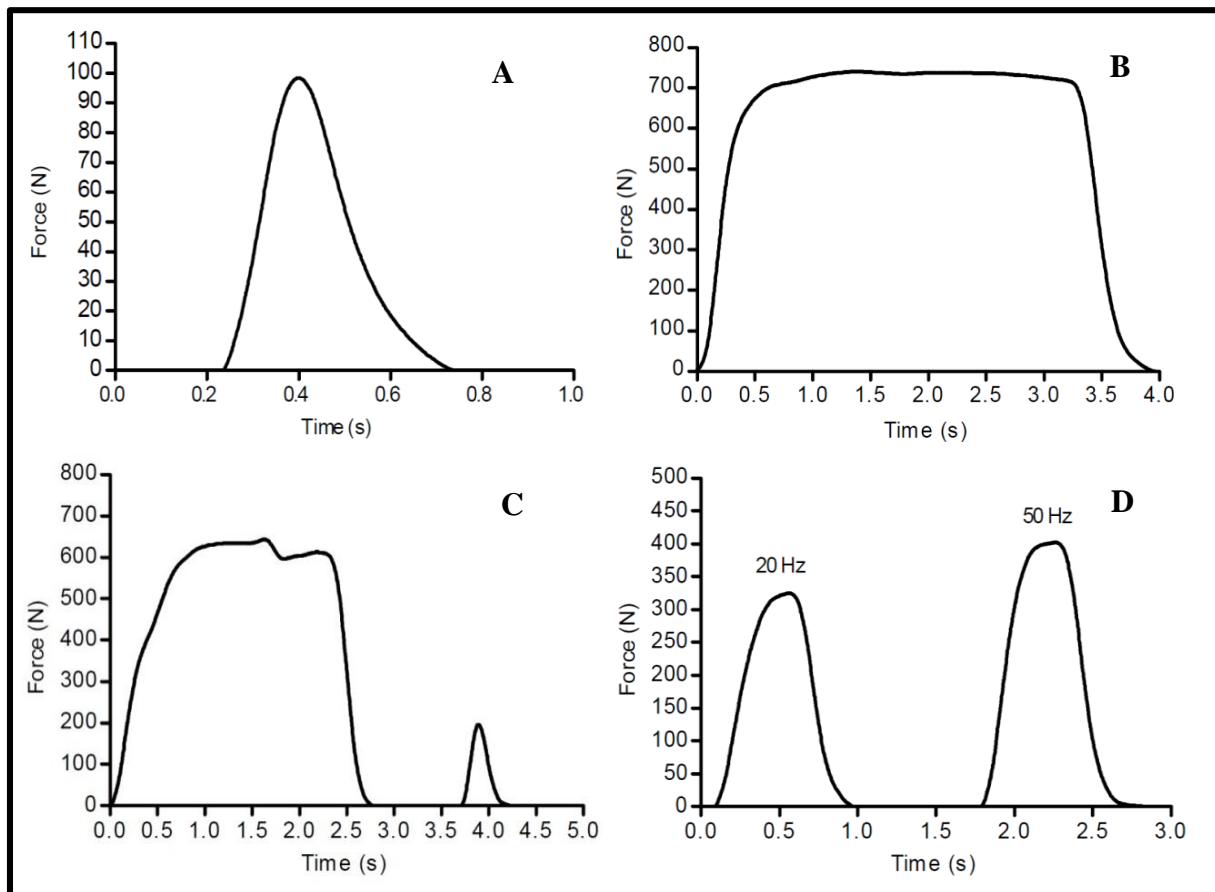 A
110
100
90
80
70
60
50
40
30
20
10
0
Force (N)
0.0 0.2 0.4 0.6 0.8 1.0
Time (s)
B
800
700
600
500
400
300
200
100
0
Force (N)
0.0 0.5 1.0 1.5 2.0 2.5 3.0 3.5 4.0
Time (s)
C
800
700
600
500
400
300
200
100
0
Force (N)
0.0 0.5 1.0 1.5 2.0 2.5 3.0 3.5 4.0 4.5 5.0
Time (s)
D
500
450
400
350
300
250
200
150
100
50
0
Force (N)
20 Hz
50 Hz
0.0 0.5 1.0 1.5 2.0 2.5 3.0
Time (s)